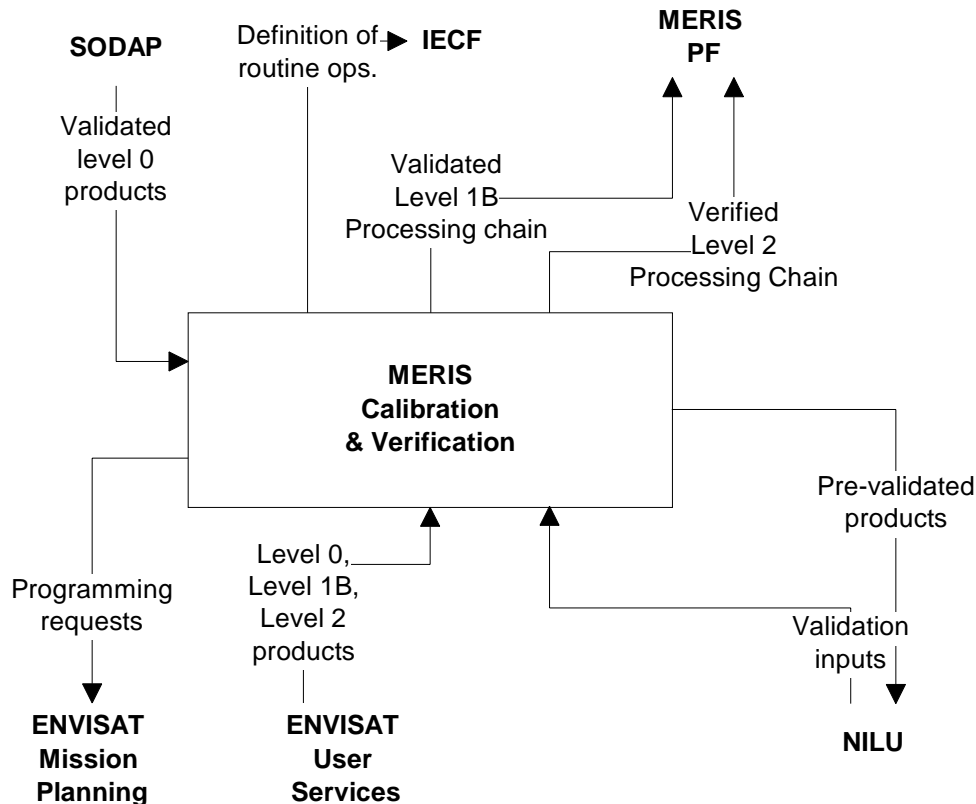 SODAP
Definition of
routine ops.
IECF
MERIS
PF
Validated
level 0
products
Validated
Level 1B
Processing chain
Verified
Level 2
Processing Chain
MERIS
Calibration
& Verification
Pre-validated
products
Programming
requests
Level 0,
Level 1B,
Level 2
products
Validation
inputs
ENVISAT
Mission
Planning
ENVISAT
User
Services
NILU